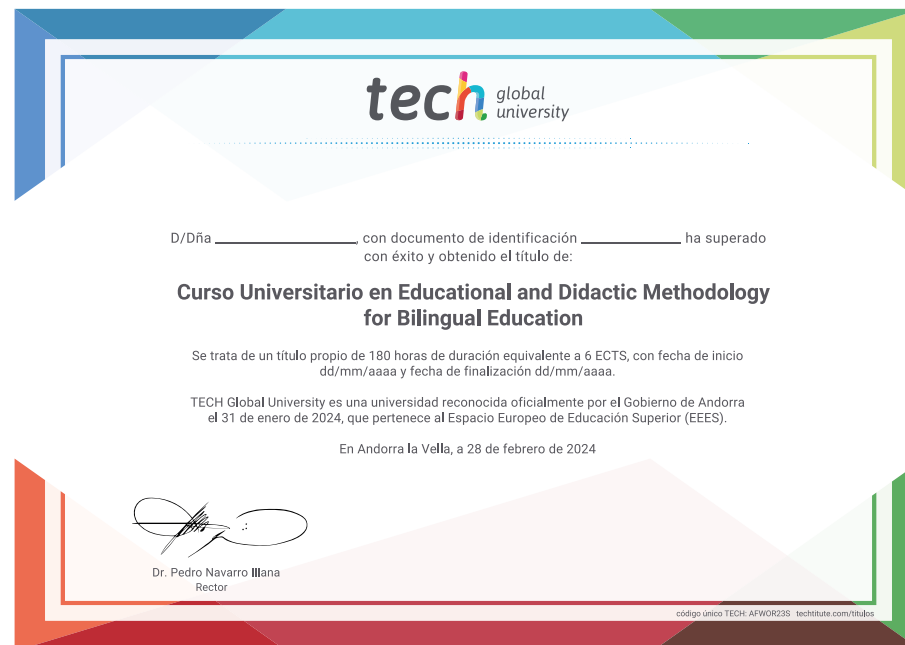 tech global university
D/Dña ____________________, con documento de identificación ______________ ha superado
con éxito y obtenido el título de:
Curso Universitario en Educational and Didactic Methodology
for Bilingual Education
Se trata de un título propio de 180 horas de duración equivalente a 6 ECTS, con fecha de inicio
dd/mm/aaaa y fecha de finalización dd/mm/aaaa.
TECH Global University es una universidad reconocida oficialmente por el Gobierno de Andorra
el 31 de enero de 2024, que pertenece al Espacio Europeo de Educación Superior (EEES).
En Andorra la Vella, a 28 de febrero de 2024
Dr. Pedro Navarro Illana
Rector
código único TECH: AFWOR23S techtitute.com/titulos